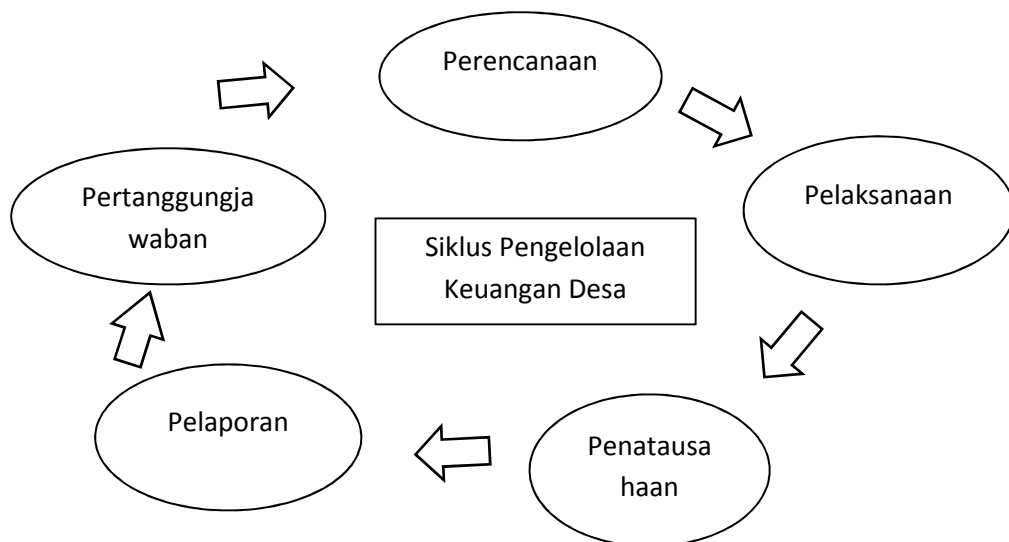 Perencanaan
Pelaksanaan
Pertanggungja
waban
Siklus Pengelolaan
Keuangan Desa
Pelaporan
Penatausa
haan